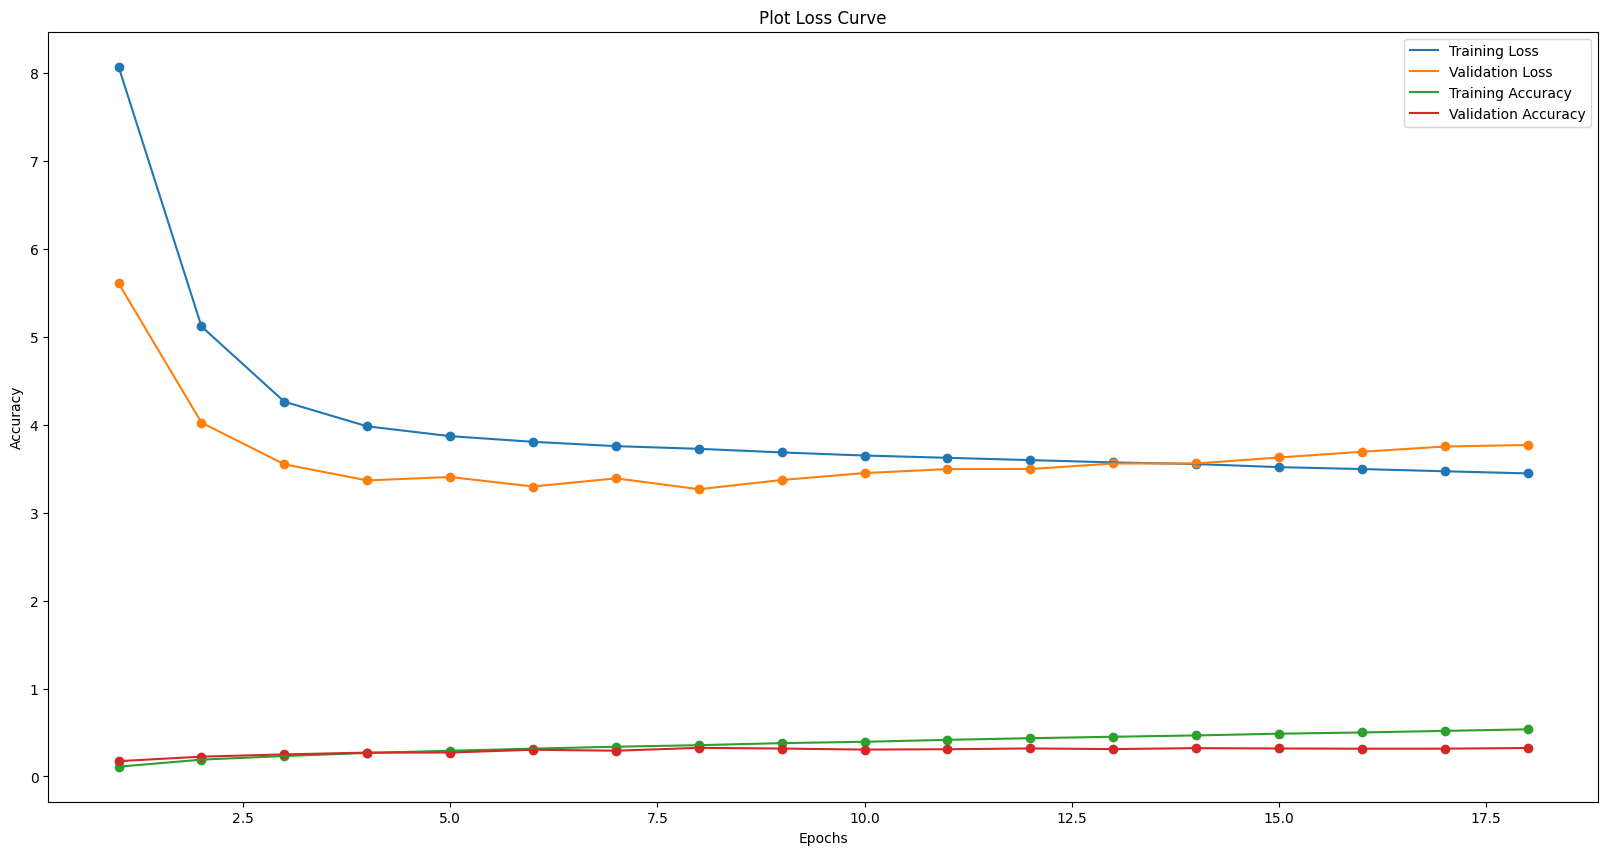 Plot Loss Curve
Training Loss
Validation Loss
Training Accuracy
Validation Accuracy
8
7
6
5
4
3
2
1
0
Accuracy
2.5 5.0 7.5 10.0 12.5 15.0 17.5
Epochs